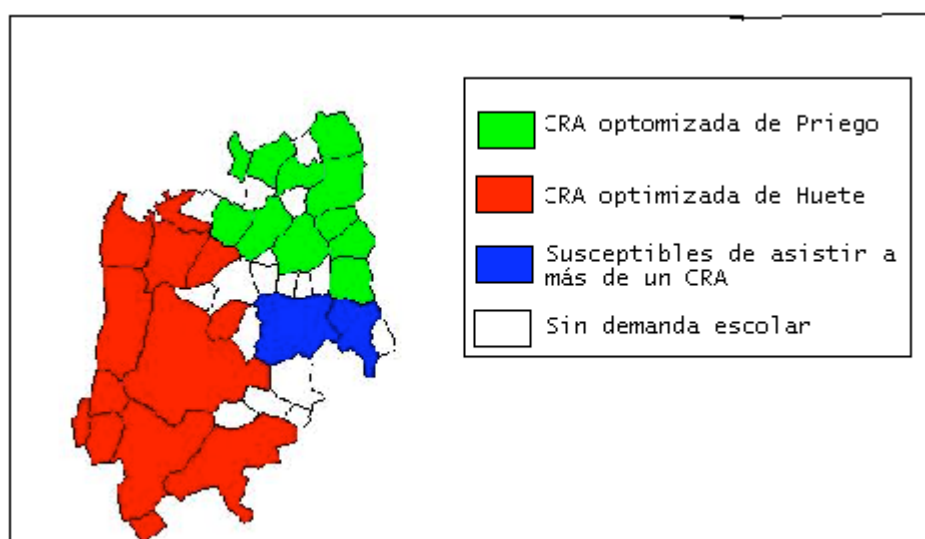 CRA optomizada de Priego
CRA optimizada de Huete
Susceptibles de asistir a
más de un CRA
Sin demanda escolar